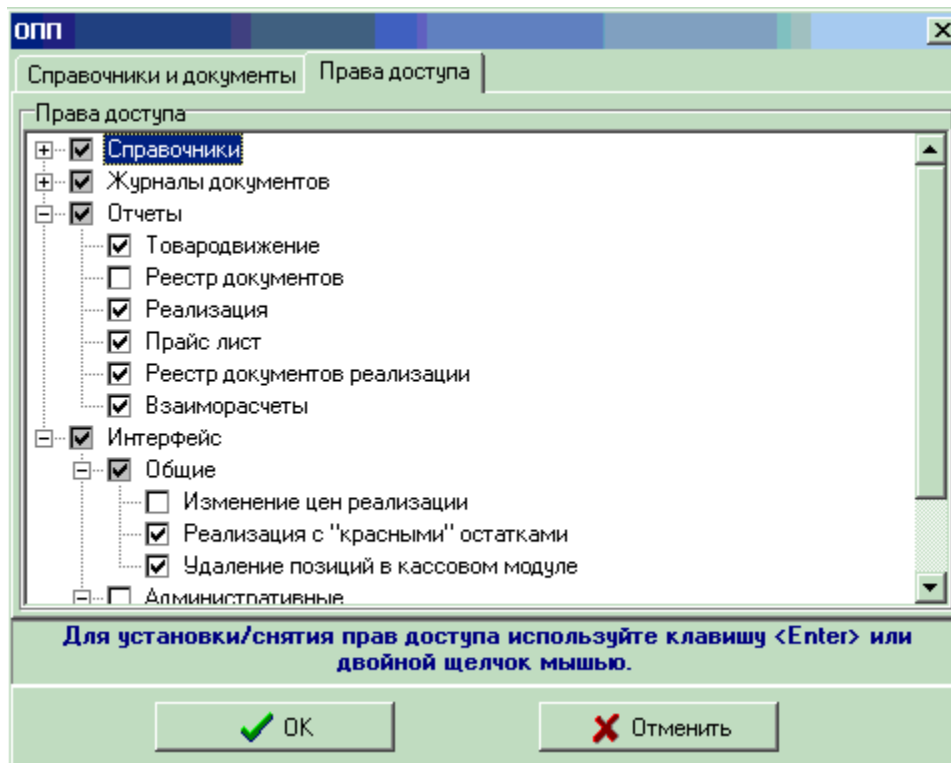 ОПП
Справочники и документы
Права доступа
Права доступа
Справочники
Журналы документов
Отчеты
Товародвижение
Реестр документов
Реализация
Прайс лист
Реестр документов реализации
Взаиморасчеты
Интерфейс
Общие
Изменение цен реализации
Реализация с "красными" остатками
Удаление позиций в кассовом модуле
Административные
Для установки/снятия прав доступа используйте клавишу <Enter> или
двойной щелчок мышью.
OK
Отменить